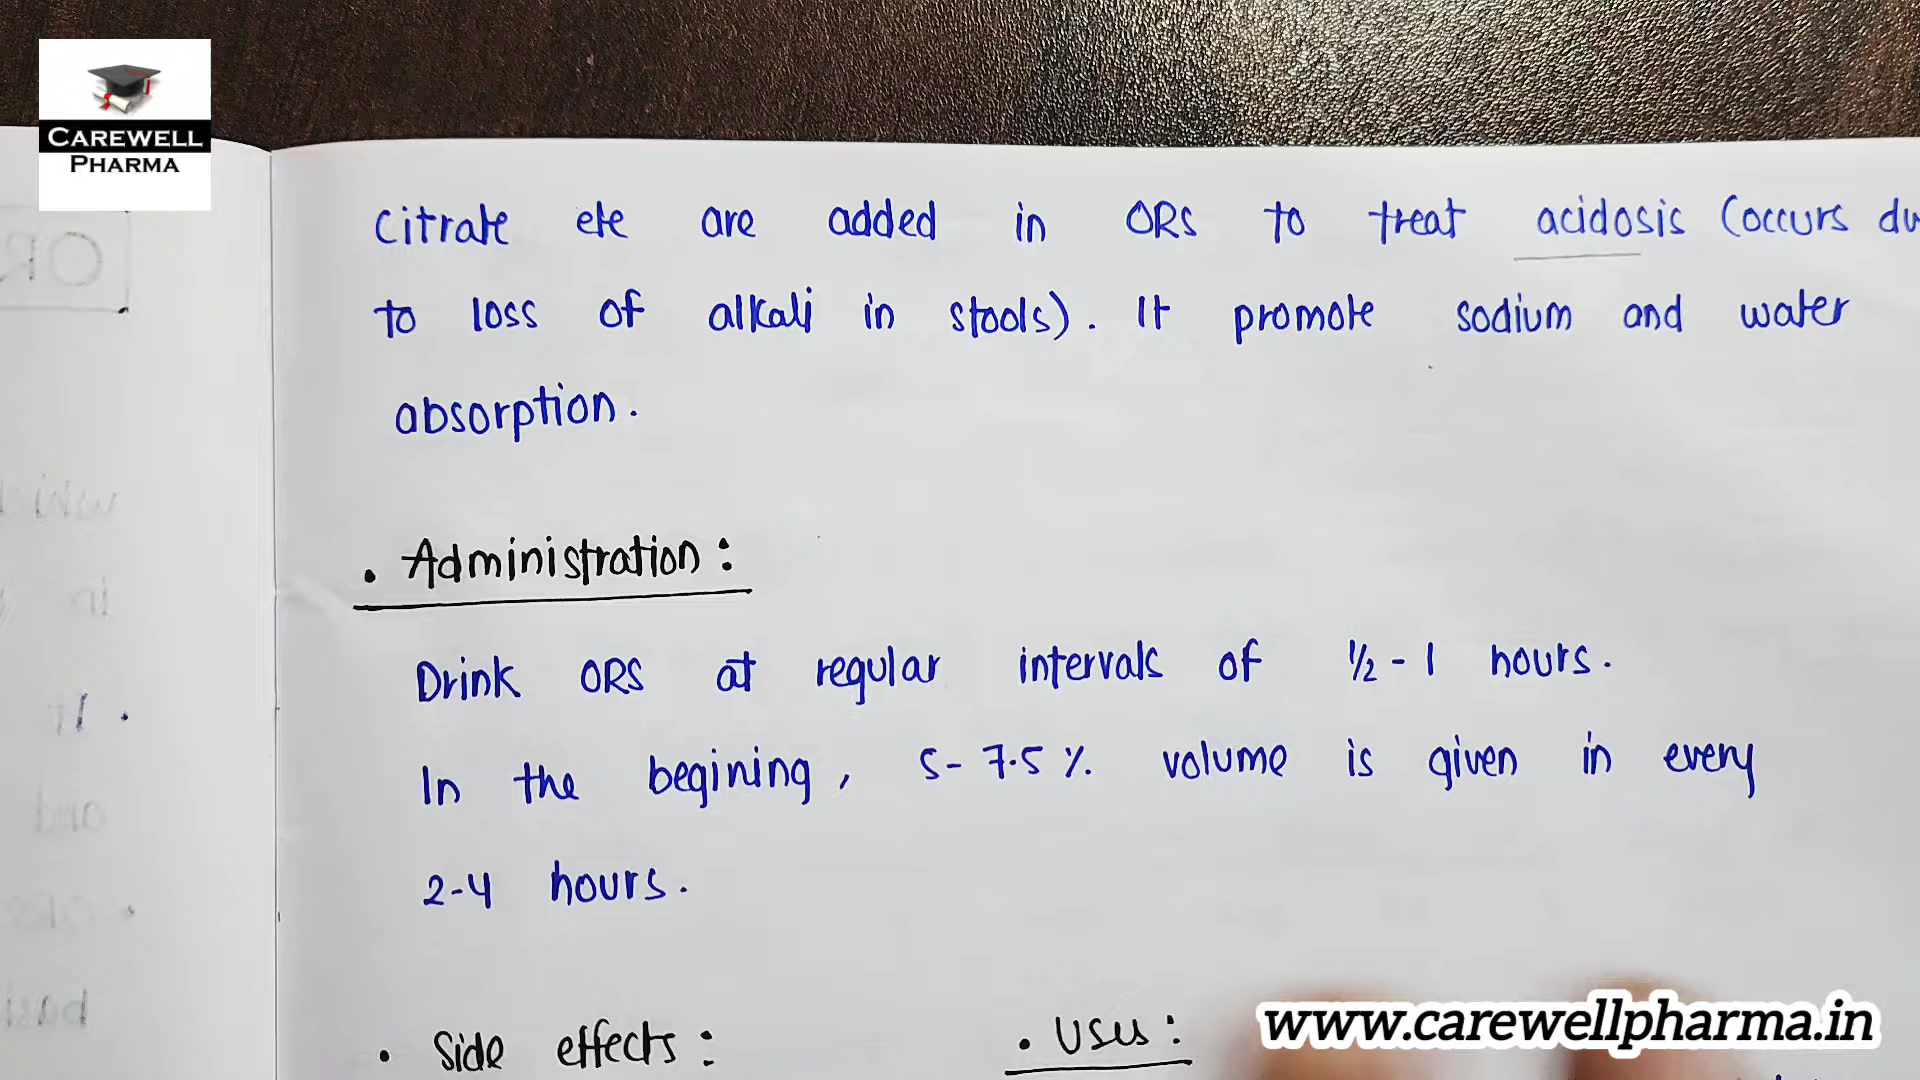 CAREWELL
PHARMA
citrate etc are added in ORS to treat acidosis (occurs du
to loss of alkali in stools). It promote sodium and water
absorption.
• Administration:
Drink ORS at regular intervals of ½ - 1 hours.
In the begining, 5-7.5% volume is given in every
2-4 hours.
• Side effects:
• Uses:
www.carewellpharma.in